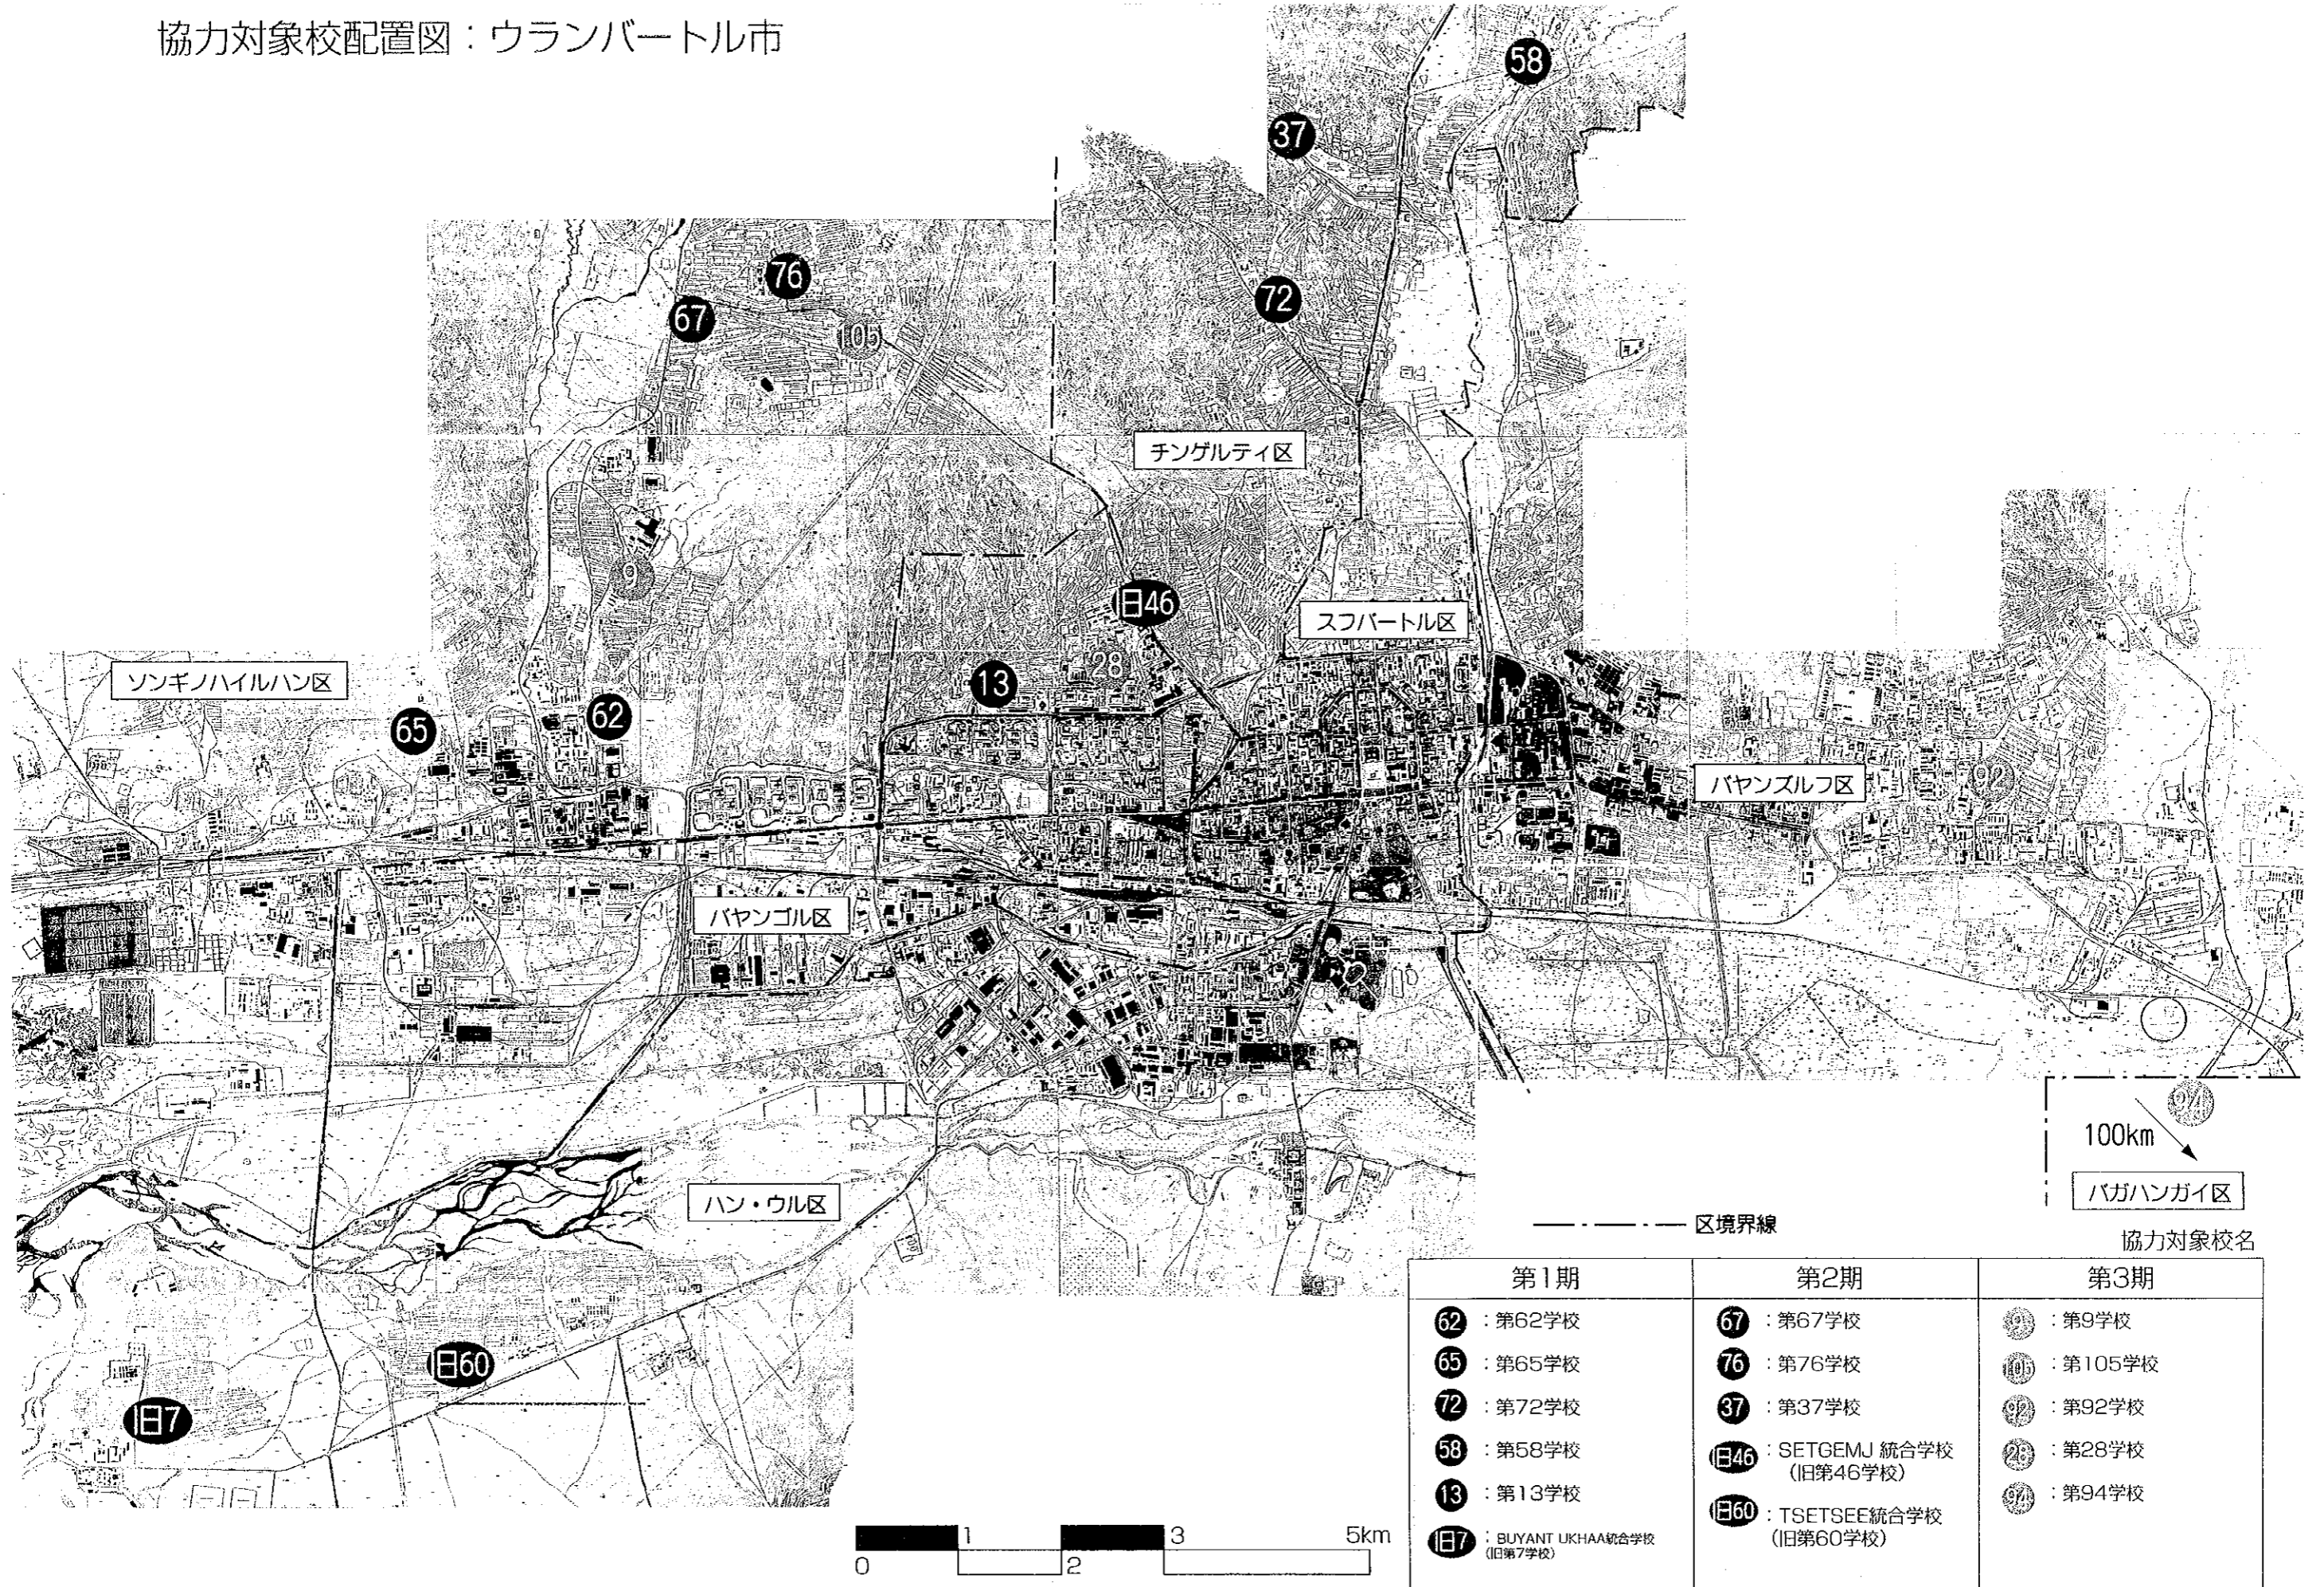 協力対象校配置図：ウランバートル市
58
37
76
72
67
105
チンゲルティ区
9
旧46
スフバートル区
28
ソンギノハイルハン区
13
62
65
92
バヤンズルフ区
バヤンゴル区
94
100km
バガハンガイ区
ハン・ウル区
区境界線
協力対象校名
旧60
旧7
第1期
62：第62学校
65：第65学校
72：第72学校
58：第58学校
13：第13学校
旧7：BUYANT UKHAA統合学校
（旧第7学校）
第2期
67：第67学校
76：第76学校
37：第37学校
旧46：SETGEMJ 統合学校
（旧第46学校）
旧60：TSETSEE統合学校
（旧第60学校）
第3期
9：第9学校
105：第105学校
92：第92学校
28：第28学校
94：第94学校
1 3 5km
0 2